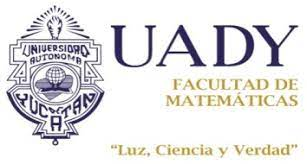 UNIVERSIDAD
AUTONOMA
YUCATAN
UADY
FACULTAD DE
MATEMÁTICAS
“Luz, Ciencia y Verdad”